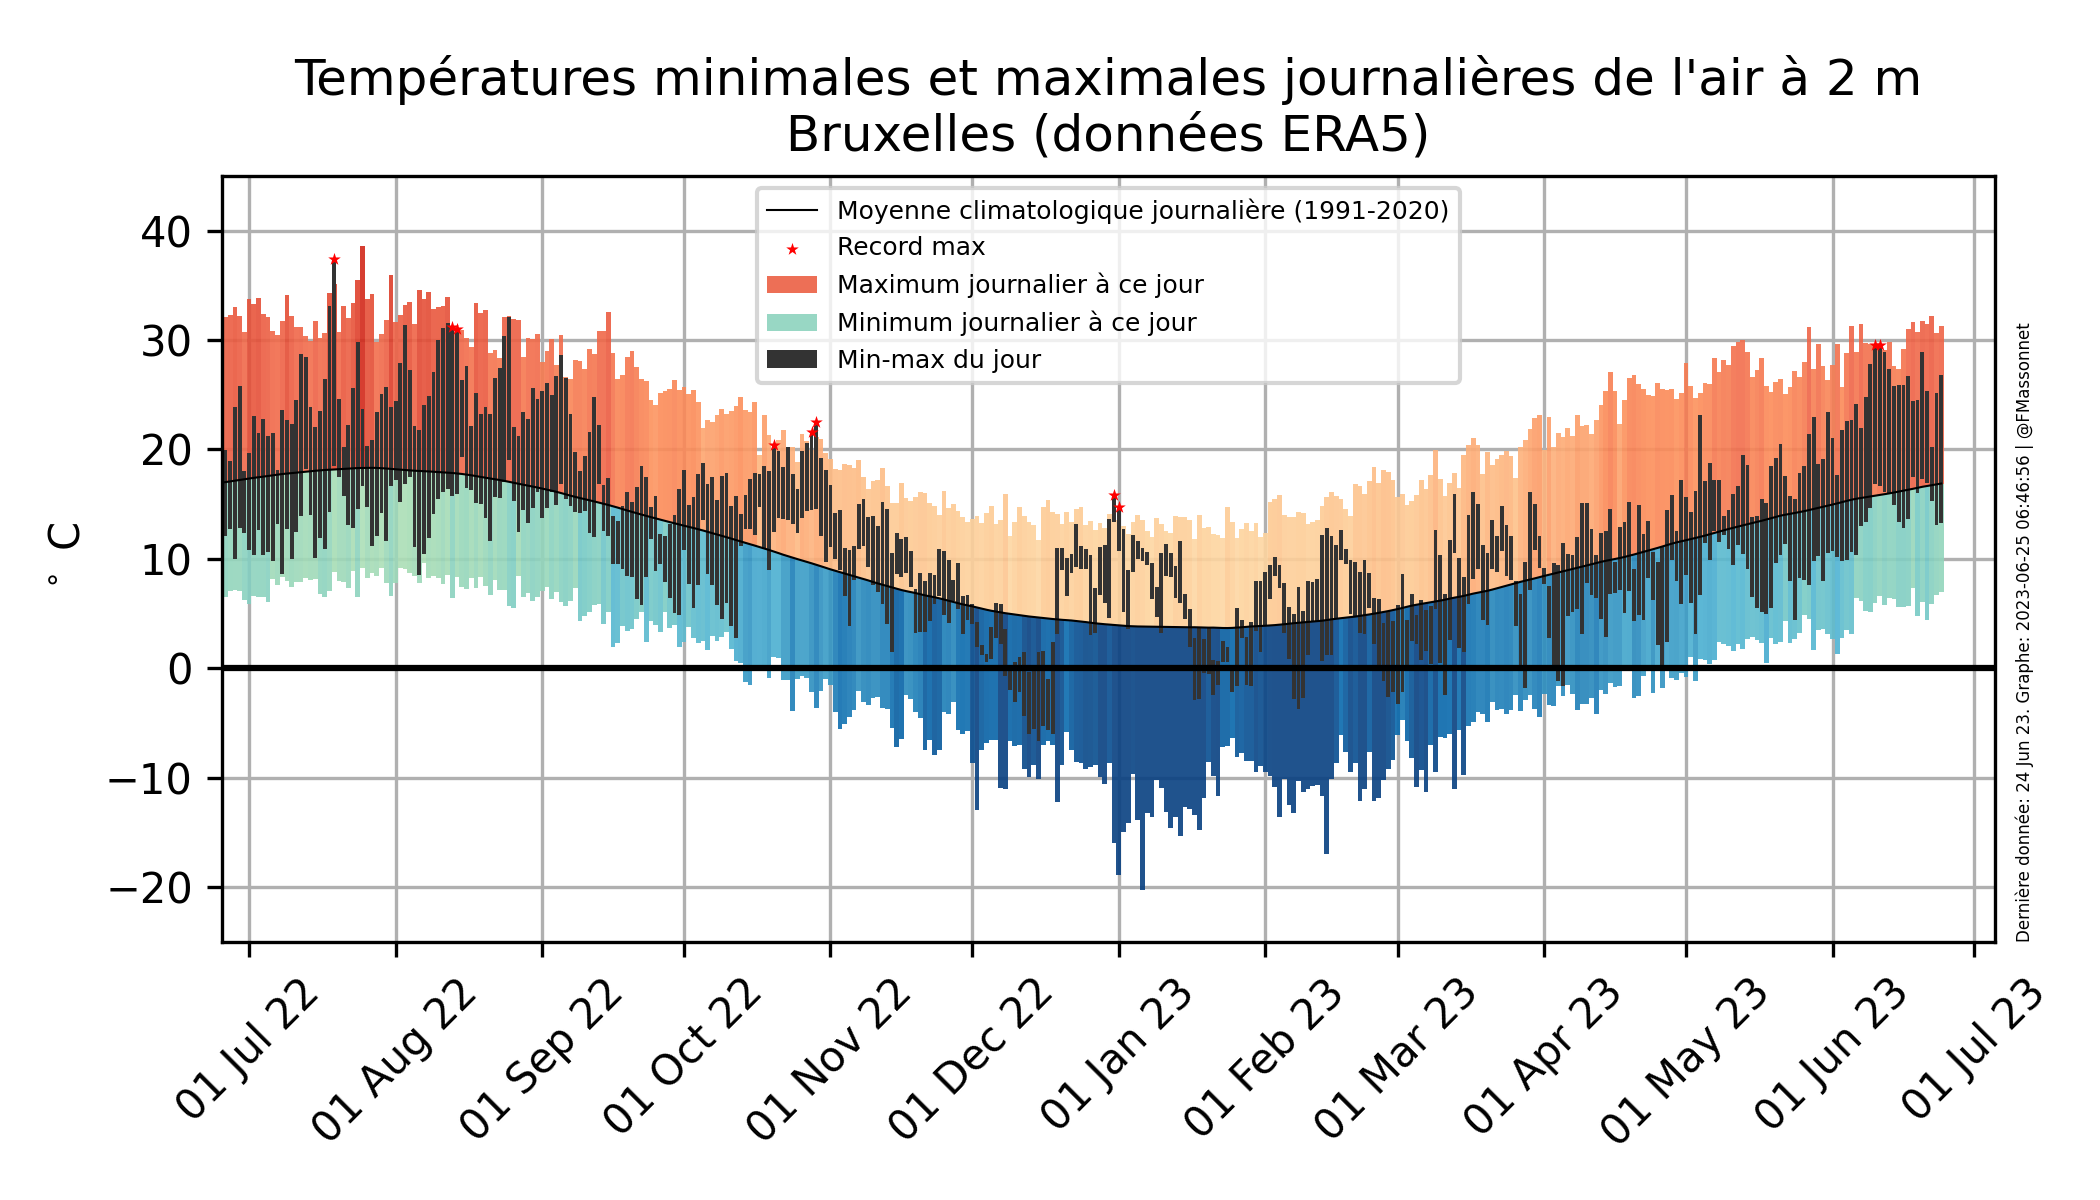 Températures minimales et maximales journalières de l'air à 2 m
Bruxelles (données ERA5)
Moyenne climatologique journalière (1991-2020)
Record max
Maximum journalier à ce jour
Minimum journalier à ce jour
Min-max du jour
° C
40
30
20
10
0
−10
−20
01 Jul 22
01 Aug 22
01 Sep 22
01 Oct 22
01 Nov 22
01 Dec 22
01 Jan 23
01 Feb 23
01 Mar 23
01 Apr 23
01 May 23
01 Jun 23
01 Jul 23
Dernière donnée: 24 Jun 23. Graphe: 2023-06-25 06:46:56 | @FMassonnet